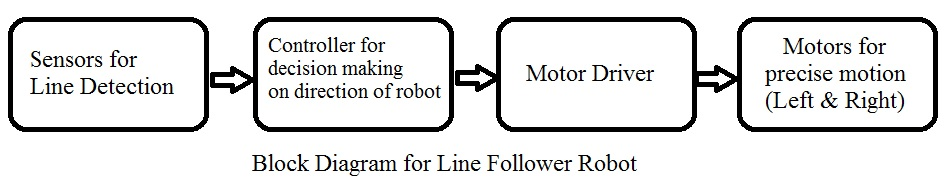 Sensors for
Line Detection
Controller for
decision making
on direction of robot
Motor Driver
Motors for
precise motion
(Left & Right)
Block Diagram for Line Follower Robot